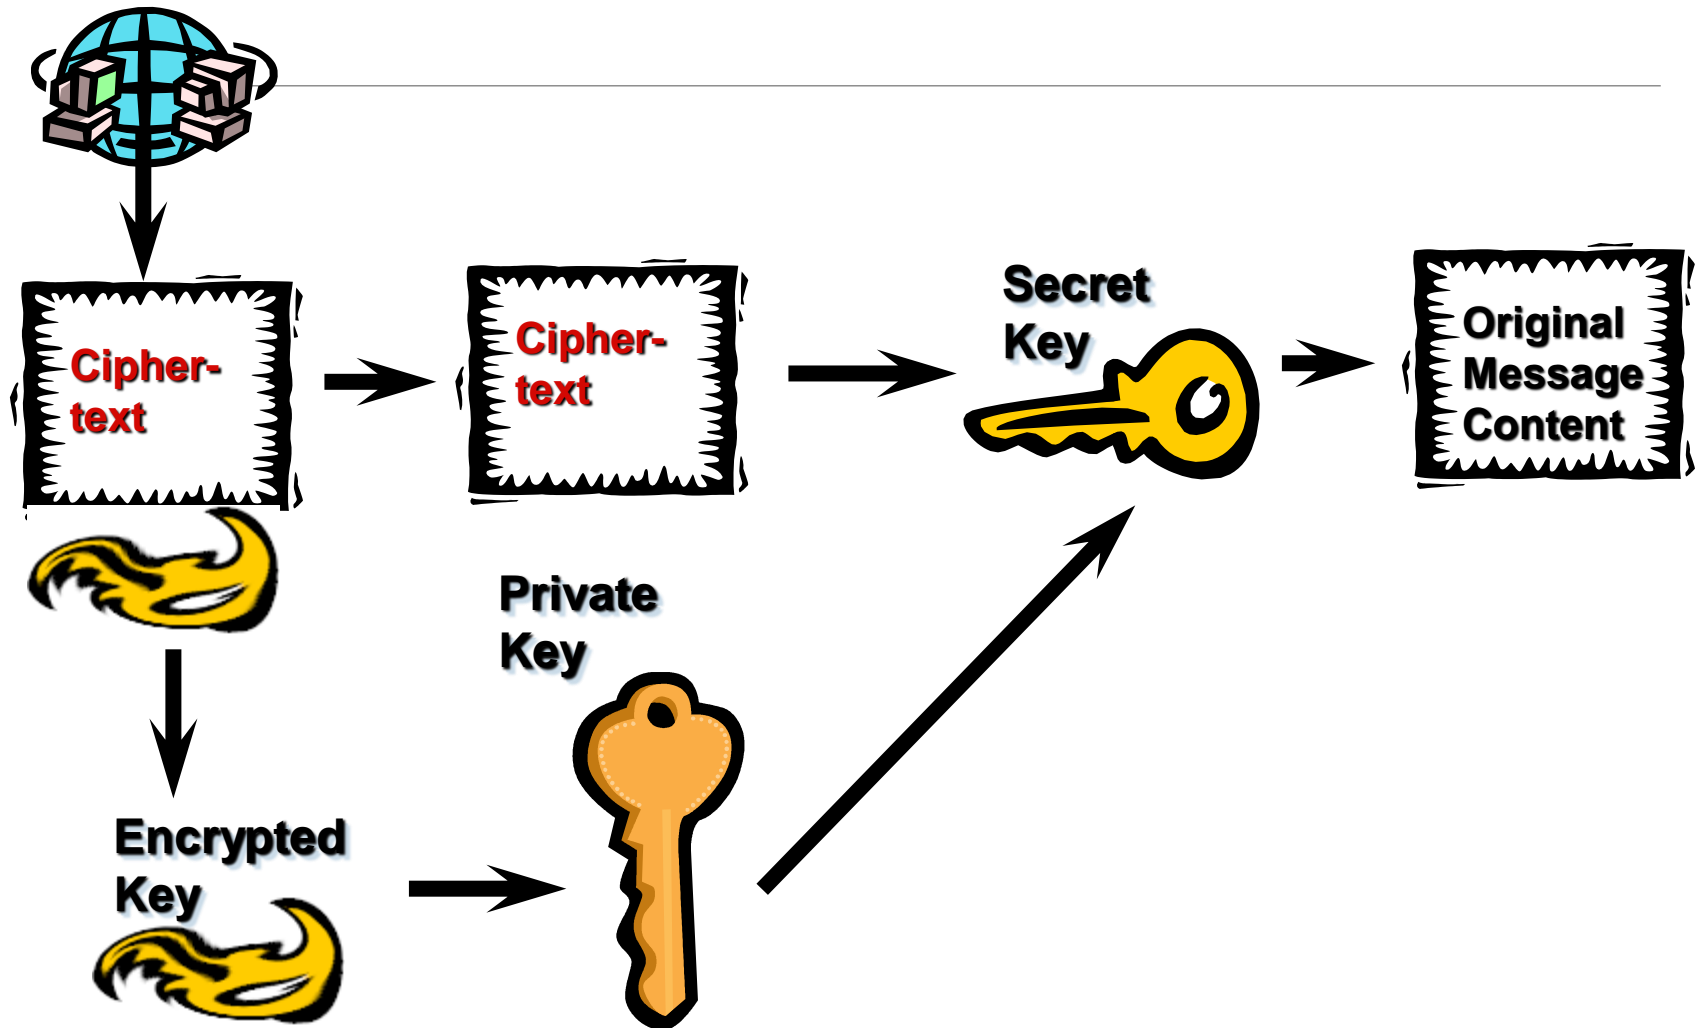 Cipher-
text
Cipher-
text
Secret
Key
Original
Message
Content
Private
Key
Encrypted
Key